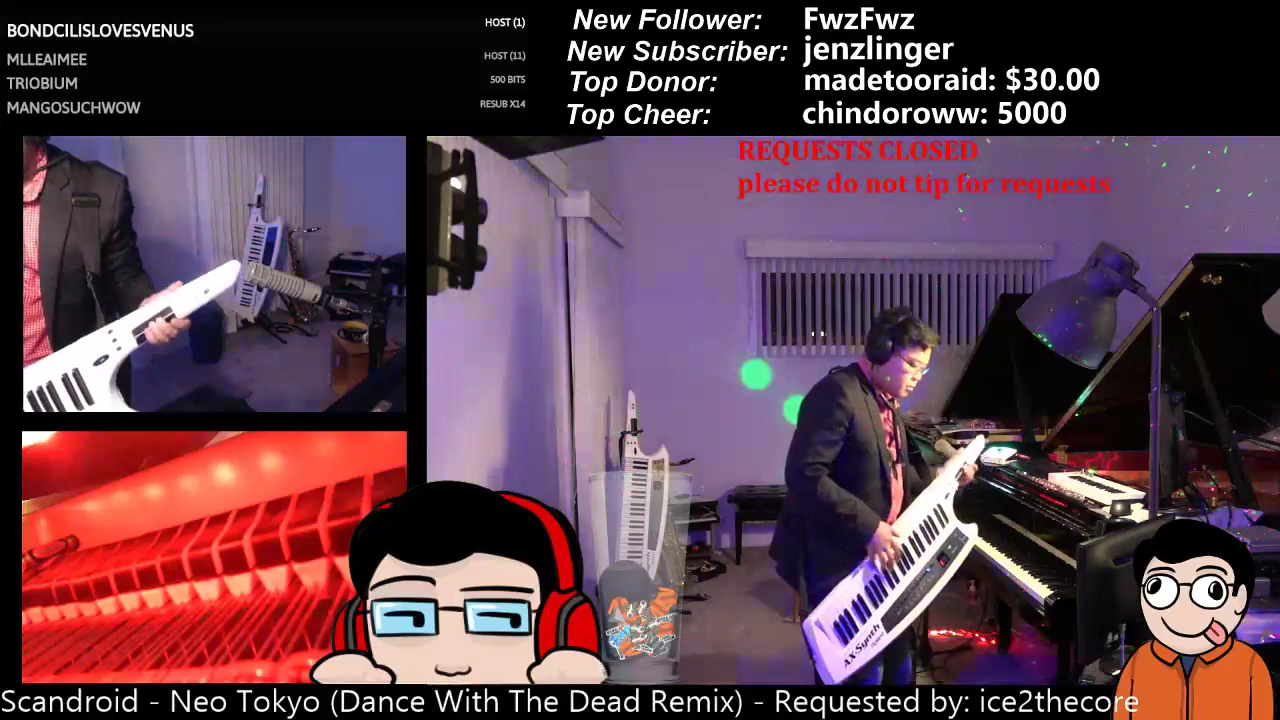 BONDCILISLOVESVENUS HOST (1)
MLLEAIMEE HOST (11)
TRIOBIUM 500 BITS
MANGOSUCHWOW RESUB X14
New Follower: FwzFwz
New Subscriber: jenzlinger
Top Donor: madetooraid: $30.00
Top Cheer: chindoroww: 5000
REQUESTS CLOSED
please do not tip for requests
AX-Synth
Scandroid - Neo Tokyo (Dance With The Dead Remix) - Requested by: ice2thecore